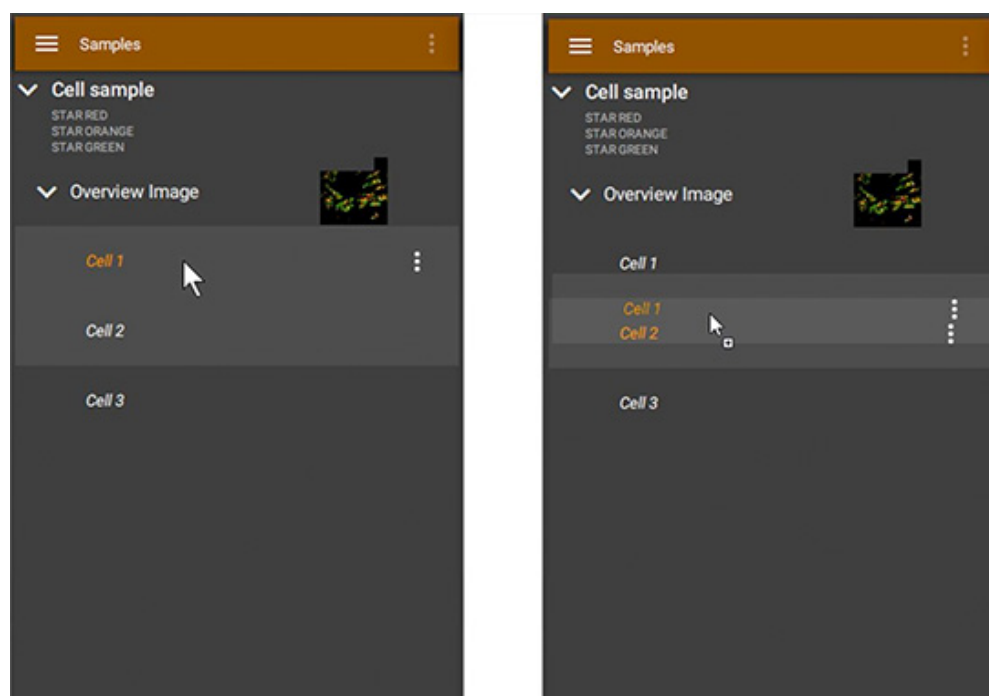 Samples
Cell sample
STAR RED
STAR ORANGE
STAR GREEN
Overview Image
Cell 1
Cell 2
Cell 3
Samples
Cell sample
STAR RED
STAR ORANGE
STAR GREEN
Overview Image
Cell 1
Cell 1
Cell 2
Cell 3